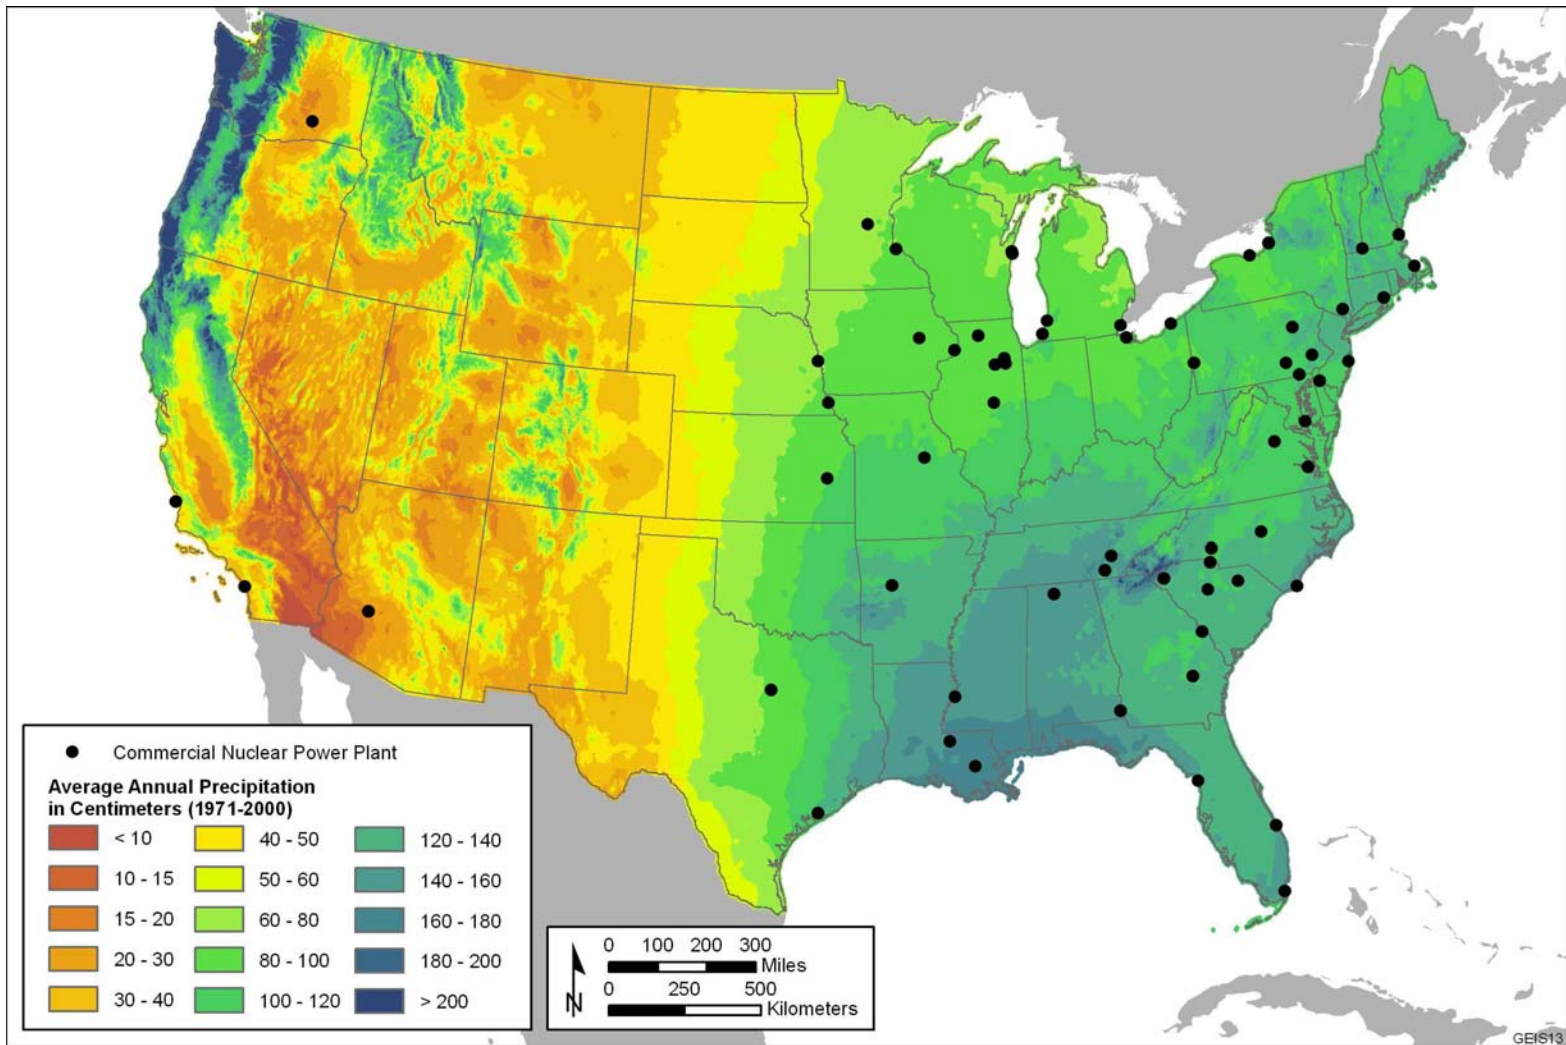 Commercial Nuclear Power Plant
Average Annual Precipitation
in Centimeters (1971-2000)
< 10
10 - 15
15 - 20
20 - 30
30 - 40
40 - 50
50 - 60
60 - 80
80 - 100
100 - 120
120 - 140
140 - 160
160 - 180
180 - 200
> 200
N
0 100 200 300
Miles
0 250 500
Kilometers
GEIS13